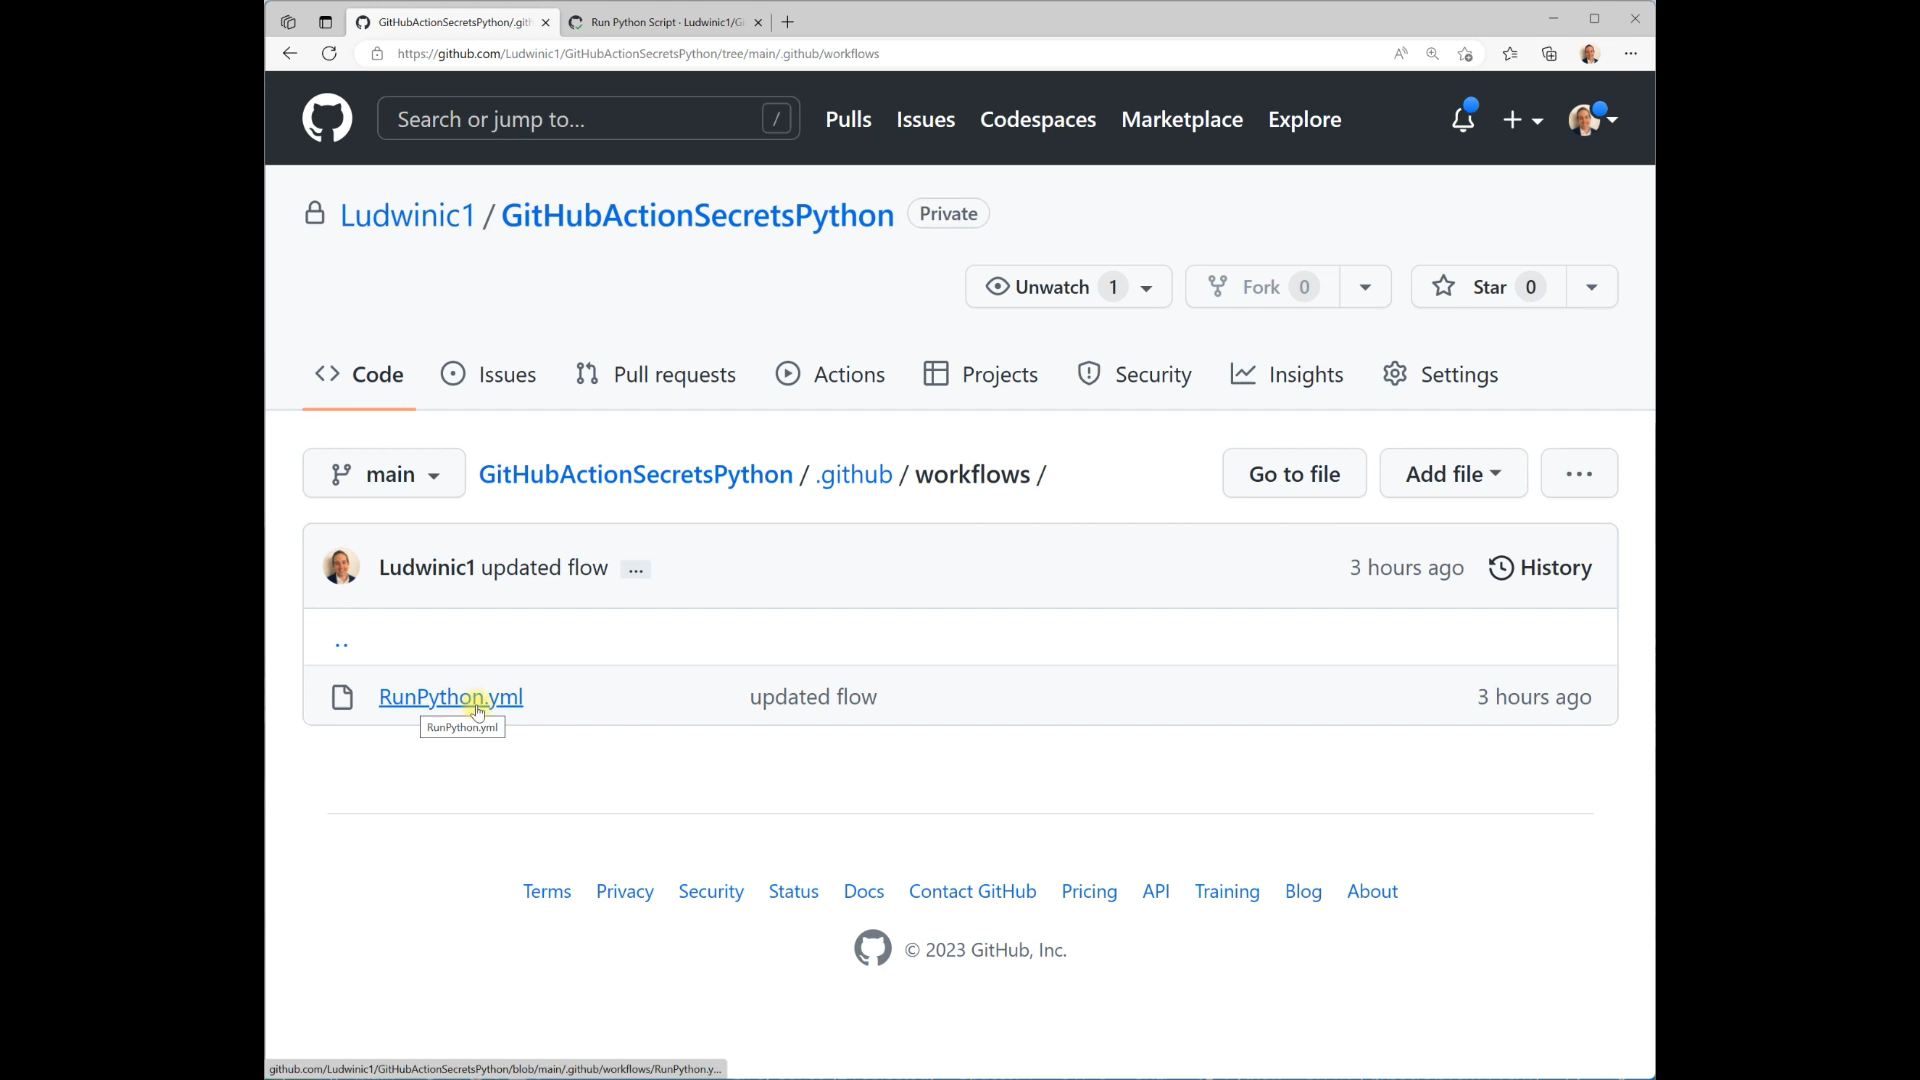 GitHubActionSecretsPython/.gith
Run Python Script · Ludwinic1/Gi
https://github.com/Ludwinic1/GitHubActionSecretsPython/tree/main/.github/workflows
Search or jump to... /
Pulls Issues Codespaces Marketplace Explore
Ludwinic1 / GitHubActionSecretsPython Private
Unwatch 1 Fork 0 Star 0
Code Issues Pull requests Actions Projects Security Insights Settings
main GitHubActionSecretsPython / .github / workflows / Go to file Add file ...
Ludwinic1 updated flow ... 3 hours ago History
..
RunPython.yml updated flow 3 hours ago
RunPython.yml
Terms Privacy Security Status Docs Contact GitHub Pricing API Training Blog About
© 2023 GitHub, Inc.
github.com/Ludwinic1/GitHubActionSecretsPython/blob/main/.github/workflows/RunPython.y...